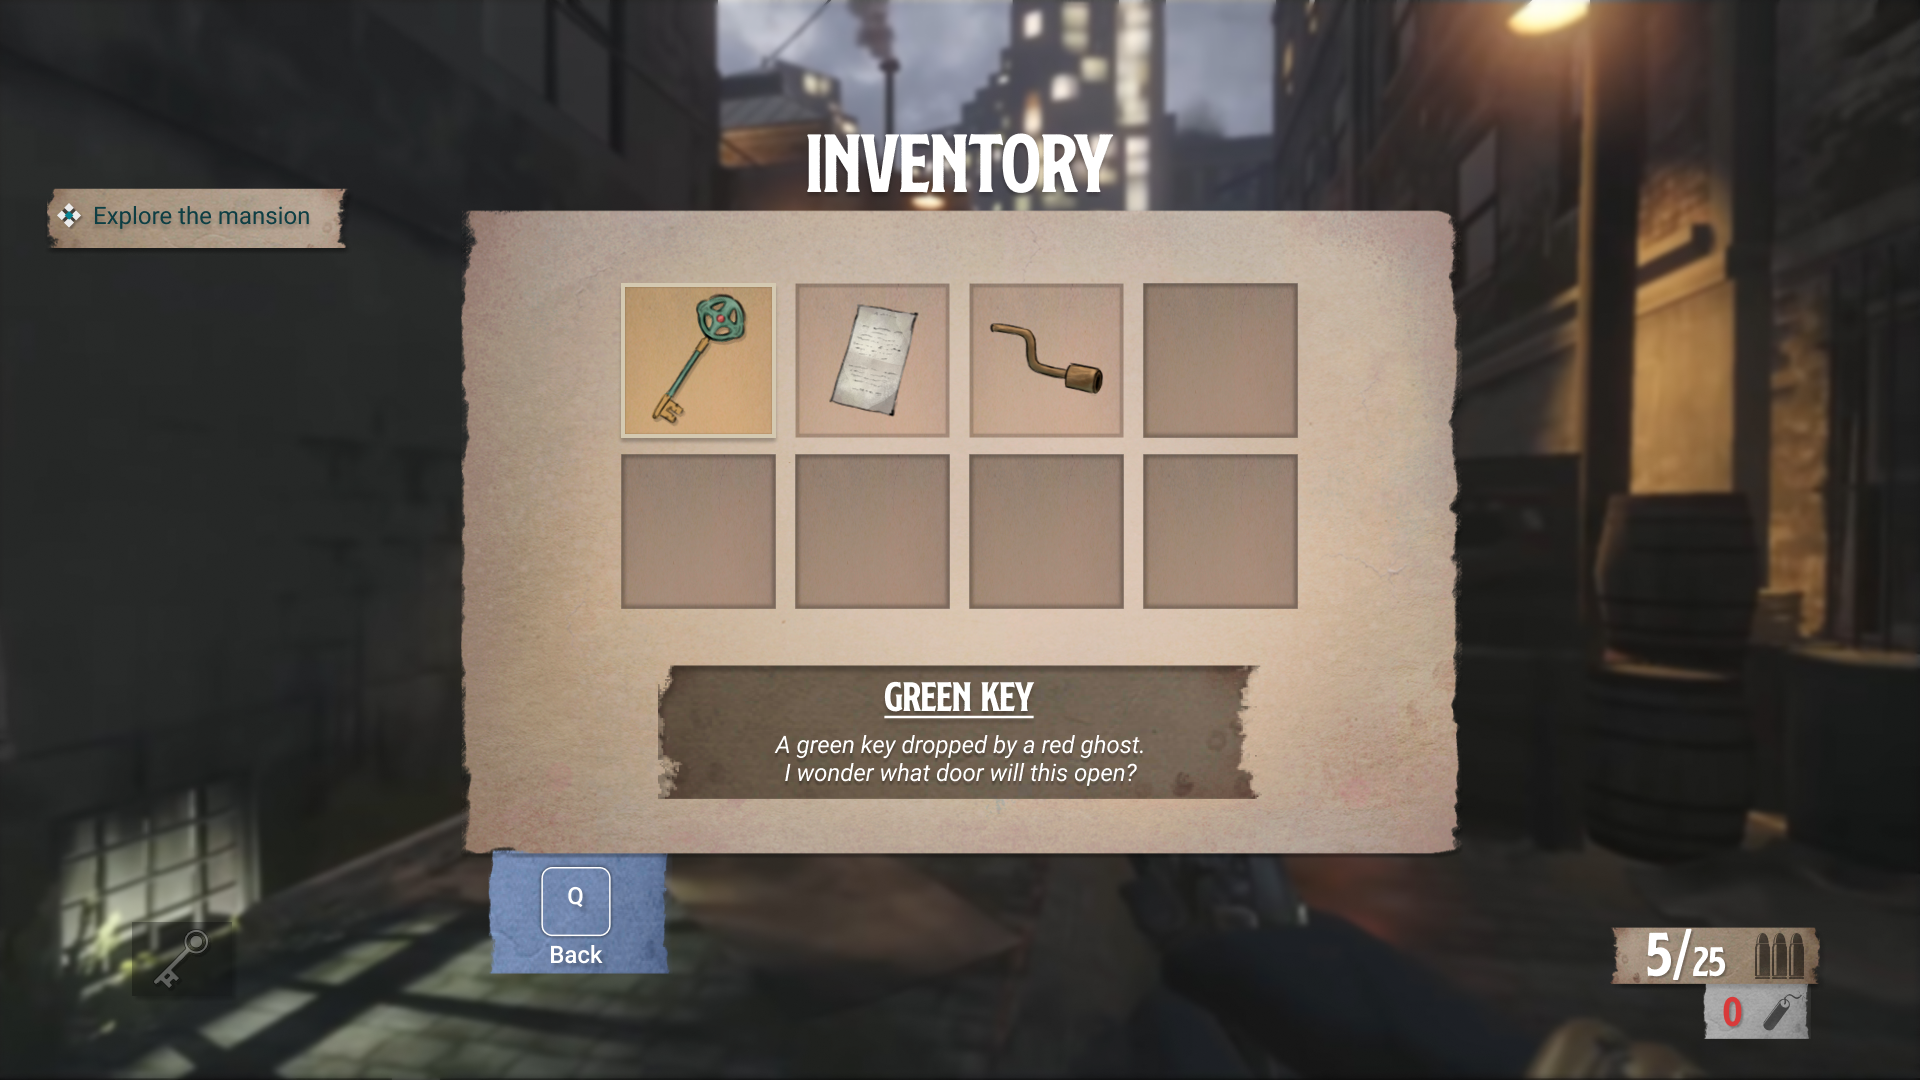 INVENTORY
Explore the mansion
GREEN KEY
A green key dropped by a red ghost.
I wonder what door will this open?
Q
Back
5/25
0